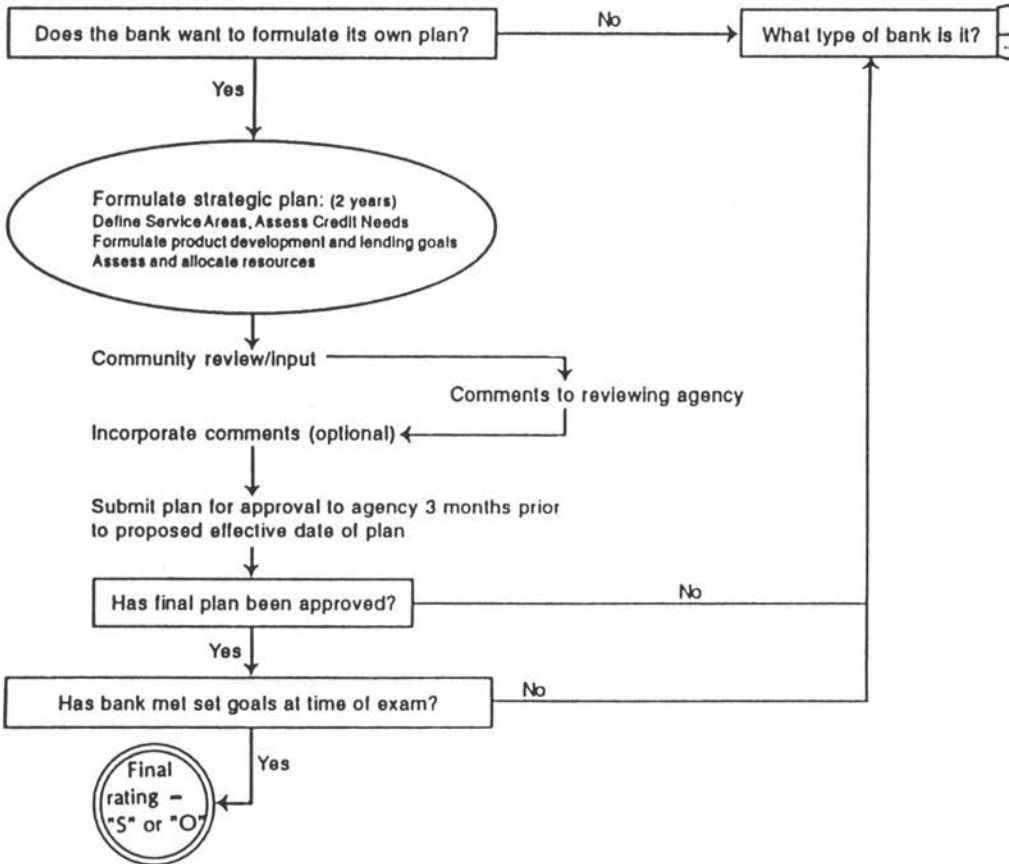 Does the bank want to formulate its own plan?
No
What type of bank is it?
Yes
Formulate strategic plan: (2 years)
Define Service Areas, Assess Credit Needs
Formulate product development and lending goals
Assess and allocate resources
Community review/input
Comments to reviewing agency
Incorporate comments (optional)
Submit plan for approval to agency 3 months prior
to proposed effective date of plan
Has final plan been approved?
No
Yes
Has bank met set goals at time of exam?
No
Yes
Final
rating –
"S" or "O"